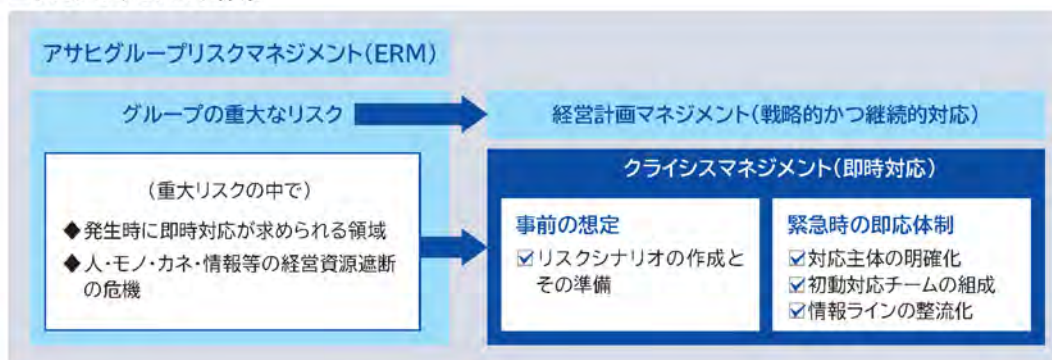 アサヒグループリスクマネジメント(ERM)
グループの重大なリスク
経営計画マネジメント(戦略的かつ継続的対応)
(重大リスクの中で)
◆発生時に即時対応が求められる領域
◆人・モノ・カネ・情報等の経営資源遮断
の危機
クライシスマネジメント(即時対応)
事前の想定
☑リスクシナリオの作成と
その準備
緊急時の即応体制
☑対応主体の明確化
☑初動対応チームの組成
☑情報ラインの整流化